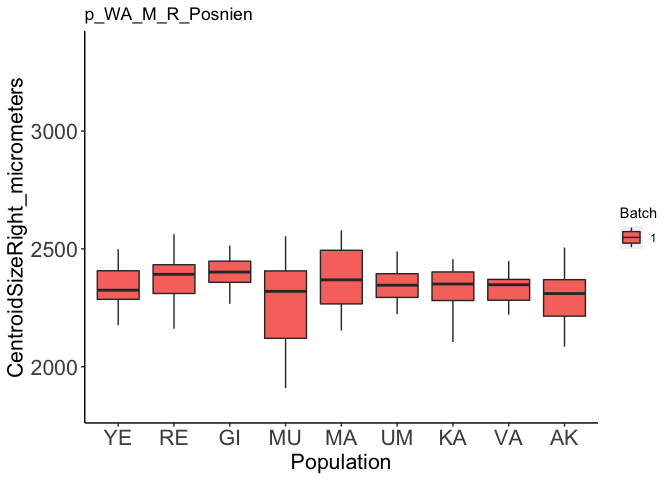 p_WA_M_R_Posnien
CentroidSizeRight_micrometers
3000
2500
2000
YE RE GI MU MA UM KA VA AK
Population
Batch
1